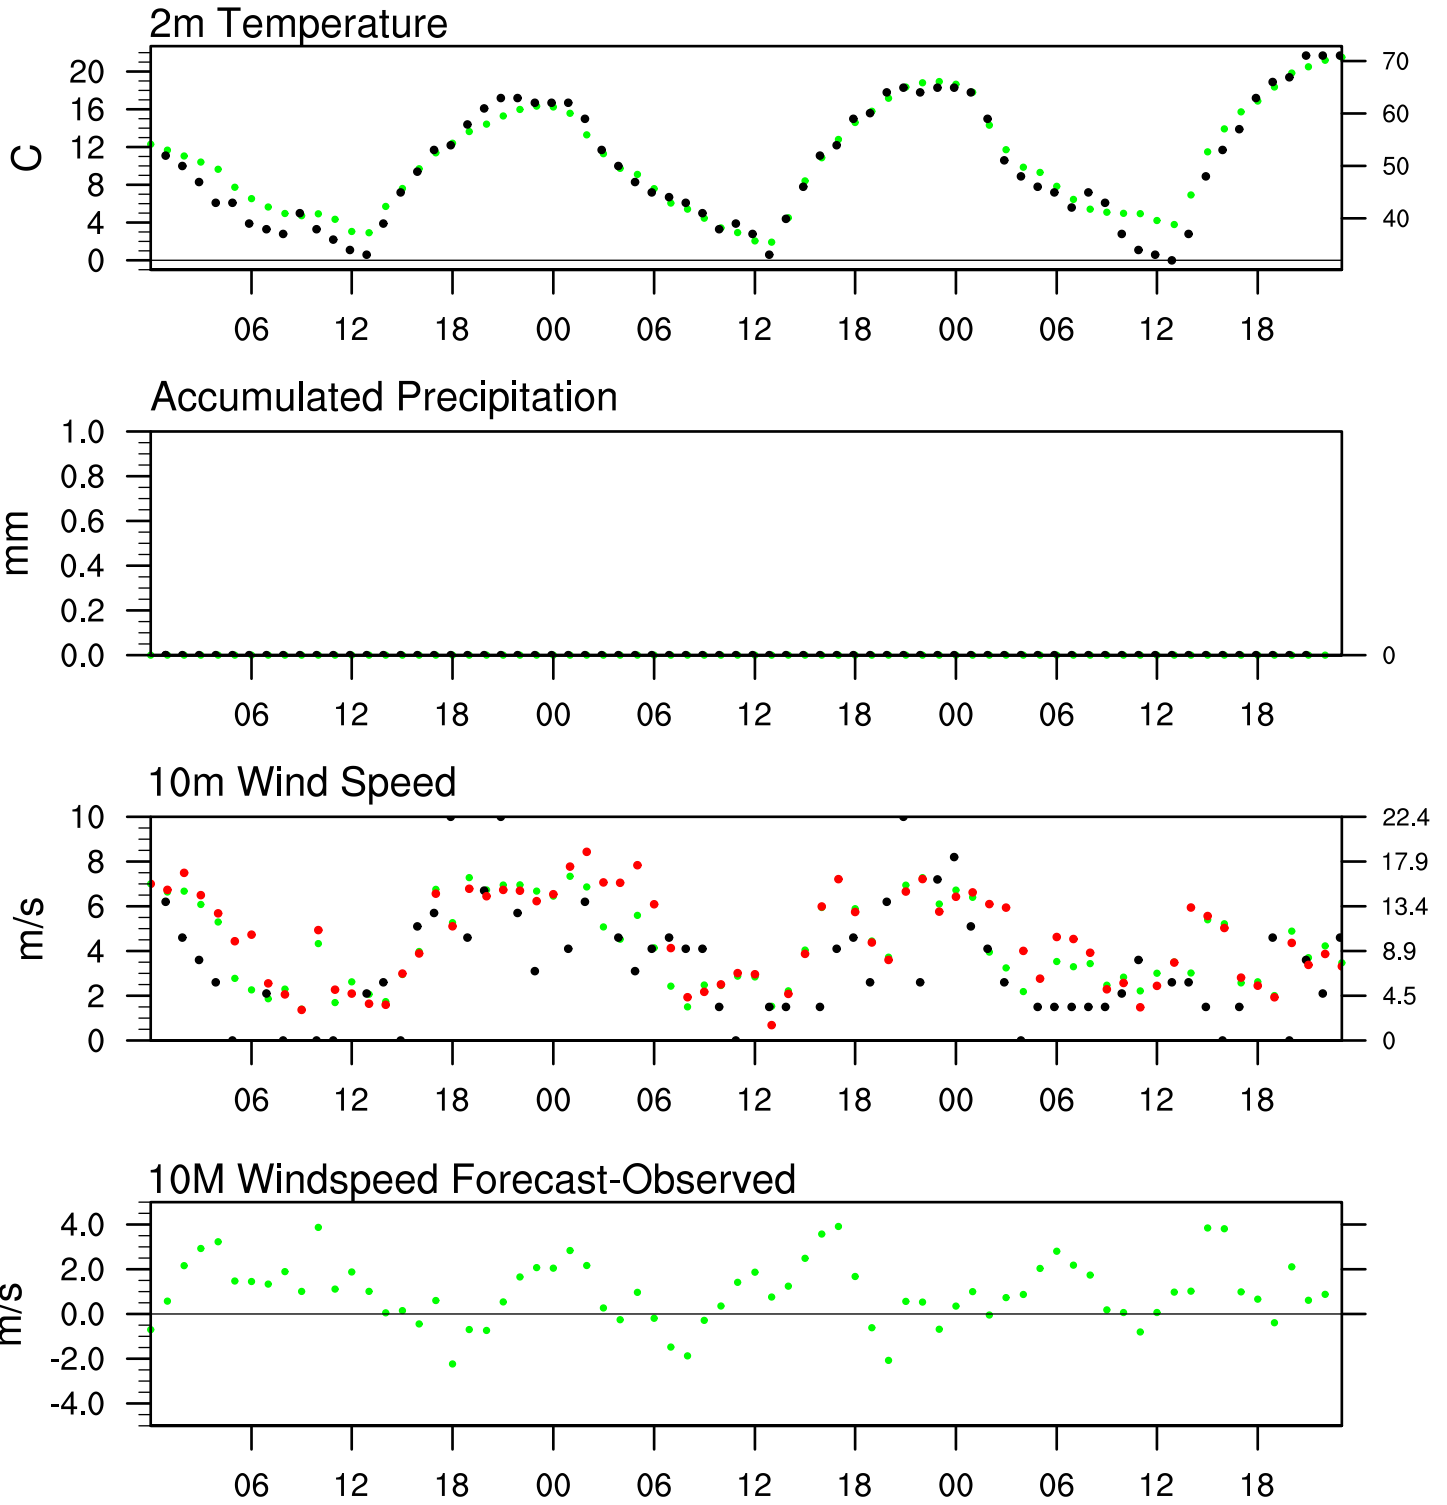 2m Temperature
20 70
16 60
12 50
8
4 40
0
C
06 12 18 00 06 12 18 00 06 12 18
Accumulated Precipitation
1.0
0.8
0.6
0.4
0.2
0.0 0
mm
06 12 18 00 06 12 18 00 06 12 18
10m Wind Speed
10 22.4
8 17.9
6 13.4
4 8.9
2 4.5
0 0
m/s
06 12 18 00 06 12 18 00 06 12 18
10M Windspeed Forecast-Observed
4.0
2.0
0.0
-2.0
-4.0
m/s
06 12 18 00 06 12 18 00 06 12 18